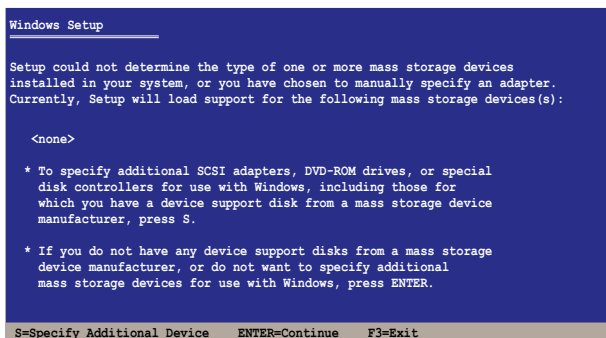 Windows Setup
Setup could not determine the type of one or more mass storage devices
installed in your system, or you have chosen to manually specify an adapter.
Currently, Setup will load support for the following mass storage devices(s):
<none>
* To specify additional SCSI adapters, DVD-ROM drives, or special
disk controllers for use with Windows, including those for
which you have a device support disk from a mass storage device
manufacturer, press S.
* If you do not have any device support disks from a mass storage
device manufacturer, or do not want to specify additional
mass storage devices for use with Windows, press ENTER.
S=Specify Additional Device ENTER=Continue F3=Exit